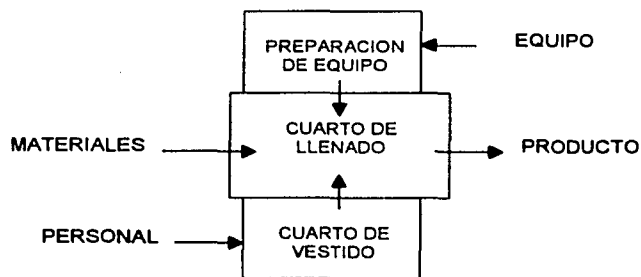 PREPARACION
DE EQUIPO
EQUIPO
MATERIALES
CUARTO DE
LLENADO
PRODUCTO
PERSONAL
CUARTO DE
VESTIDO